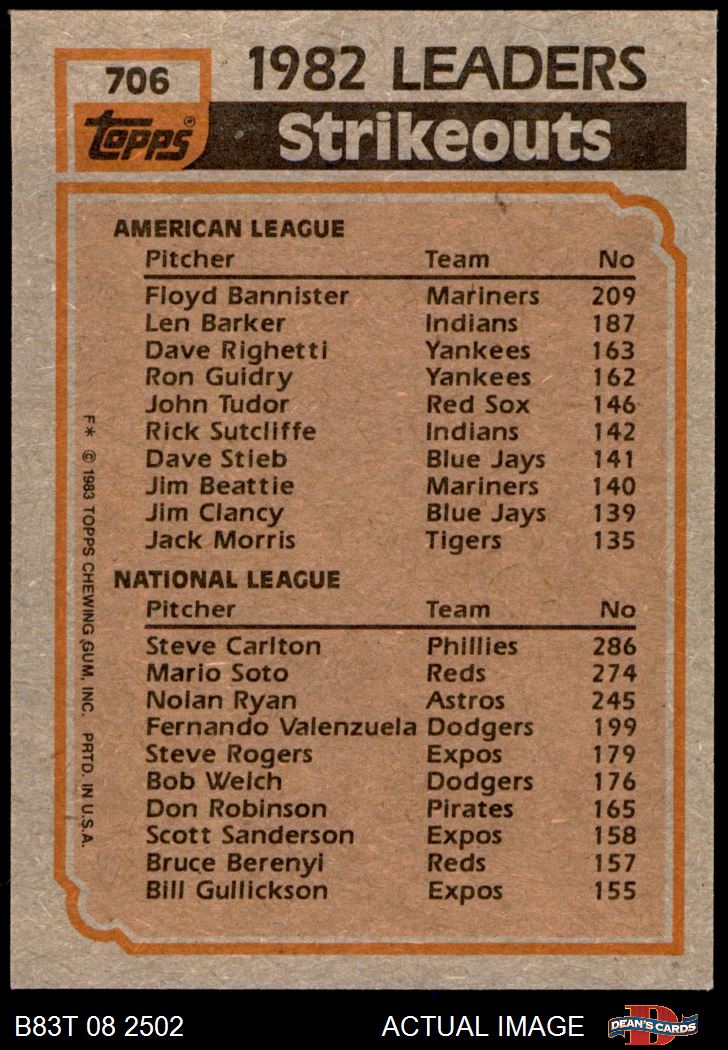 706
1982 LEADERS
Topps®
Strikeouts
AMERICAN LEAGUE
Pitcher Team No
Floyd Bannister Mariners 209
Len Barker Indians 187
Dave Righetti Yankees 163
Ron Guidry Yankees 162
John Tudor Red Sox 146
Rick Sutcliffe Indians 142
Dave Stieb Blue Jays 141
Jim Beattie Mariners 140
Jim Clancy Blue Jays 139
Jack Morris Tigers 135
NATIONAL LEAGUE
Pitcher Team No
Steve Carlton Phillies 286
Mario Soto Reds 274
Nolan Ryan Astros 245
Fernando Valenzuela Dodgers 199
Steve Rogers Expos 179
Bob Welch Dodgers 176
Don Robinson Pirates 165
Scott Sanderson Expos 158
Bruce Berenyi Reds 157
Bill Gullickson Expos 155
F* © 1983 TOPPS CHEWING GUM, INC. PRTD. IN U.S.A.
B83T 08 2502 ACTUAL IMAGE
D
DEAN'S CARDS